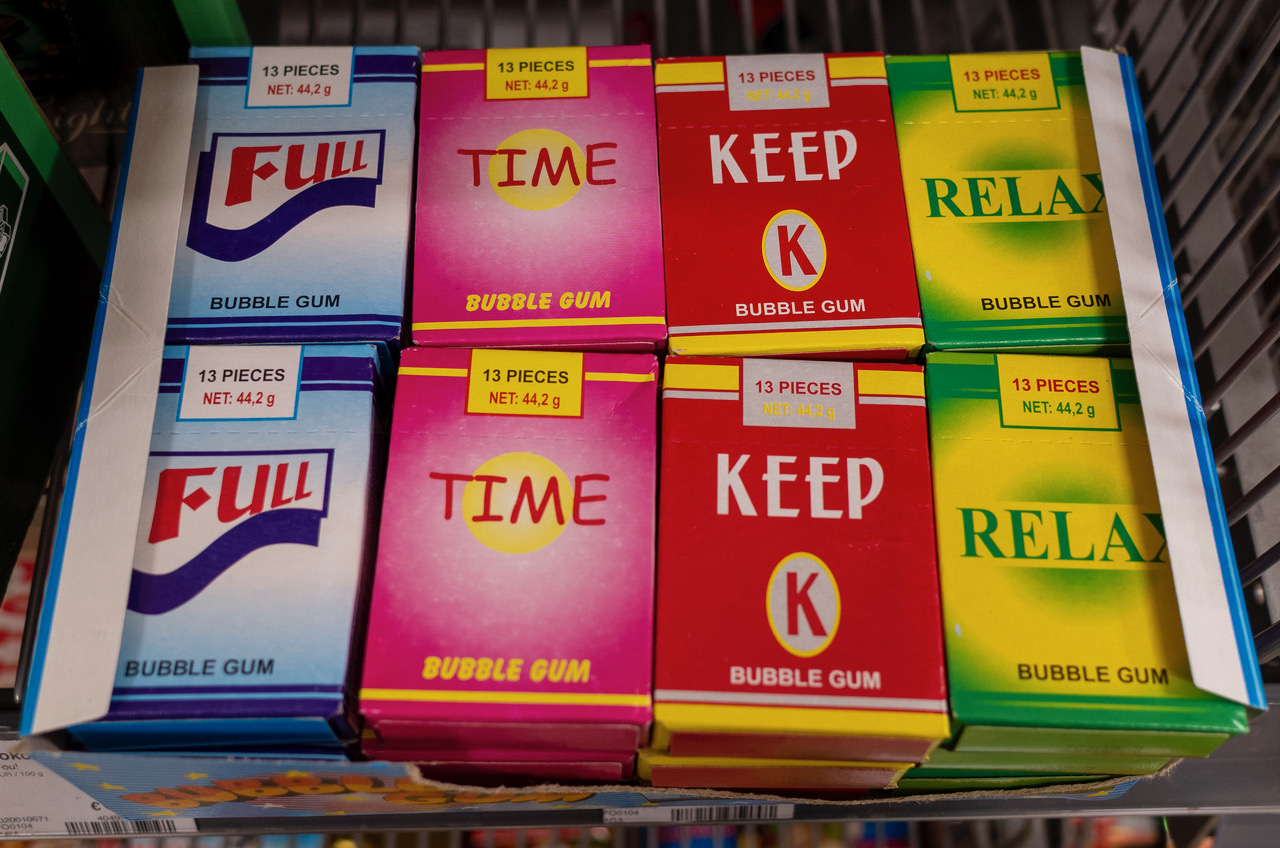 13 PIECES
NET: 44,2 g
FULL
BUBBLE GUM
13 PIECES
NET: 44,2 g
TIME
BUBBLE GUM
13 PIECES
NET: 44,2 g
KEEP
K
BUBBLE GUM
13 PIECES
NET: 44,2 g
RELAX
BUBBLE GUM
13 PIECES
NET: 44,2 g
FULL
BUBBLE GUM
13 PIECES
NET: 44,2 g
TIME
BUBBLE GUM
13 PIECES
NET: 44,2 g
KEEP
K
BUBBLE GUM
13 PIECES
NET: 44,2 g
RELAX
BUBBLE GUM
BUBBLE GUM
€